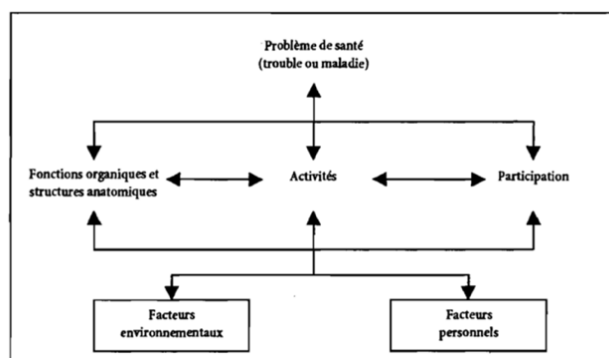 Problème de santé
(trouble ou maladie)
Fonctions organiques et
structures anatomiques
Activités
Participation
Facteurs
environnementaux
Facteurs
personnels